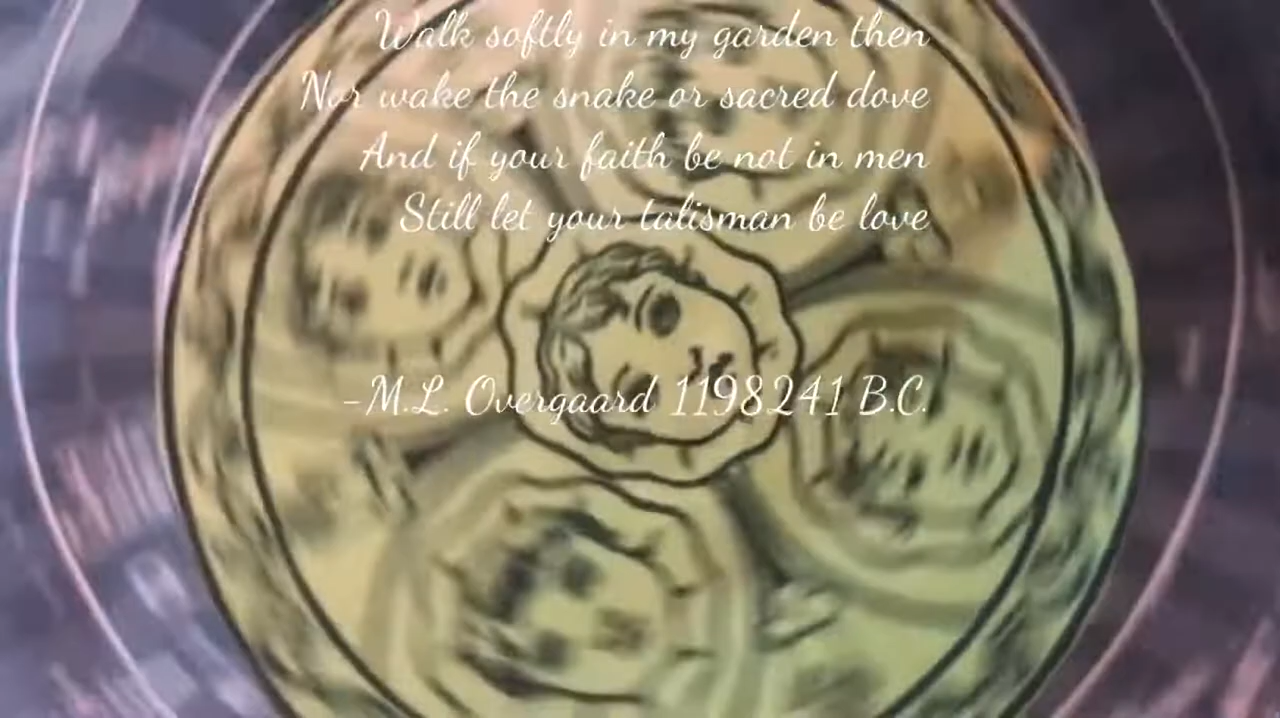 Walk softly in my garden then
Nor wake the snake or sacred dove
And if your faith be not in men
Still let your talisman be love
-M.L. Overgaard 1198241 B.C.